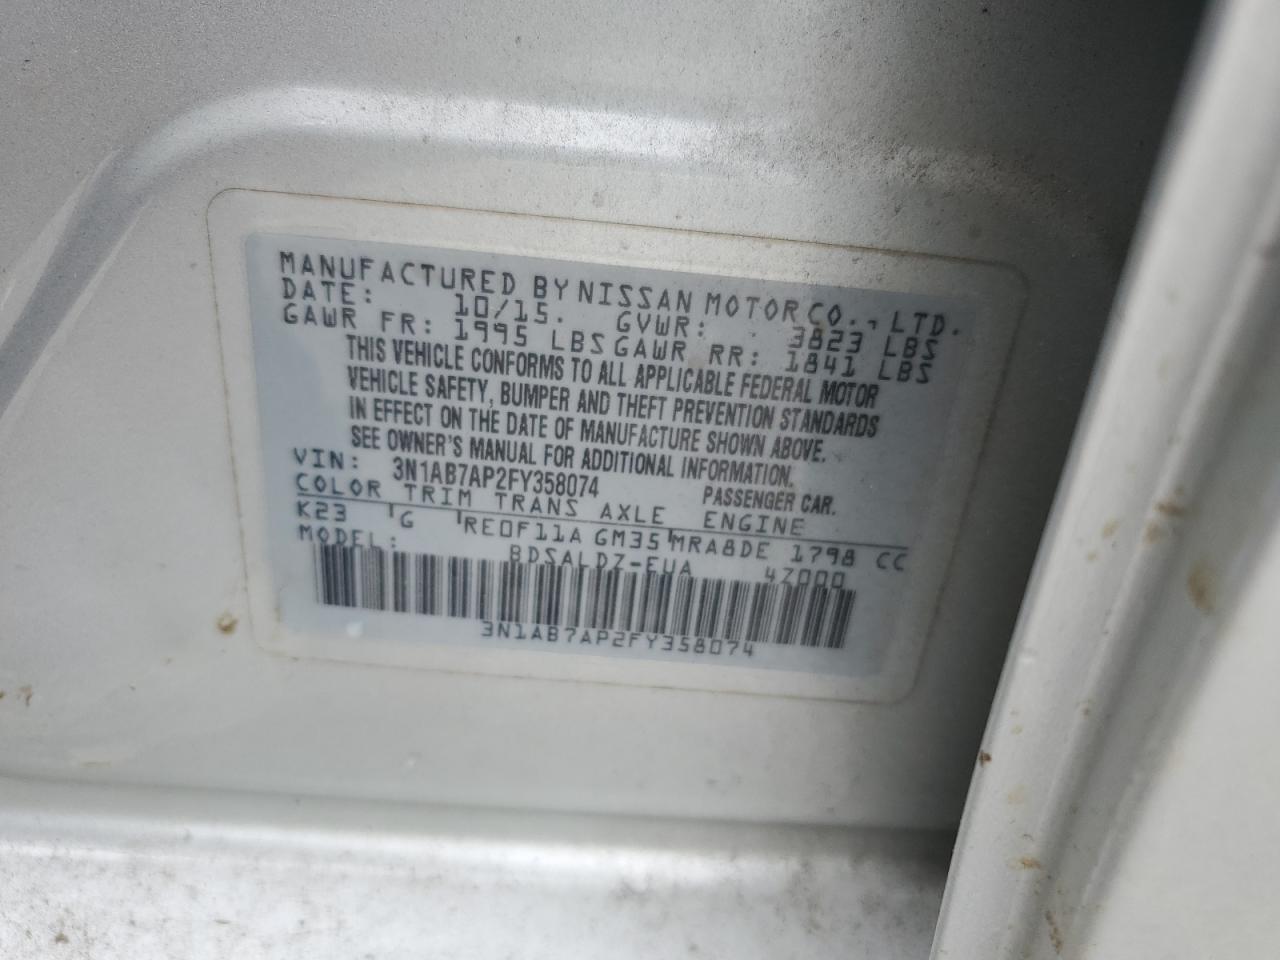 MANUFACTURED BY NISSAN MOTOR CO., LTD.
DATE: 10/15. GVWR: 3823 LBS
GAWR FR: 1995 LBS GAWR RR: 1841 LBS
THIS VEHICLE CONFORMS TO ALL APPLICABLE FEDERAL MOTOR
VEHICLE SAFETY, BUMPER AND THEFT PREVENTION STANDARDS
IN EFFECT ON THE DATE OF MANUFACTURE SHOWN ABOVE.
SEE OWNER'S MANUAL FOR ADDITIONAL INFORMATION.
VIN: 3N1AB7AP2FY358074 PASSENGER CAR.
COLOR TRIM TRANS AXLE ENGINE
K23 G RE0F11A GM35 MRA8DE 1798 CC
MODEL: BDSALDZ-EUA 4Z000
3N1AB7AP2FY358074